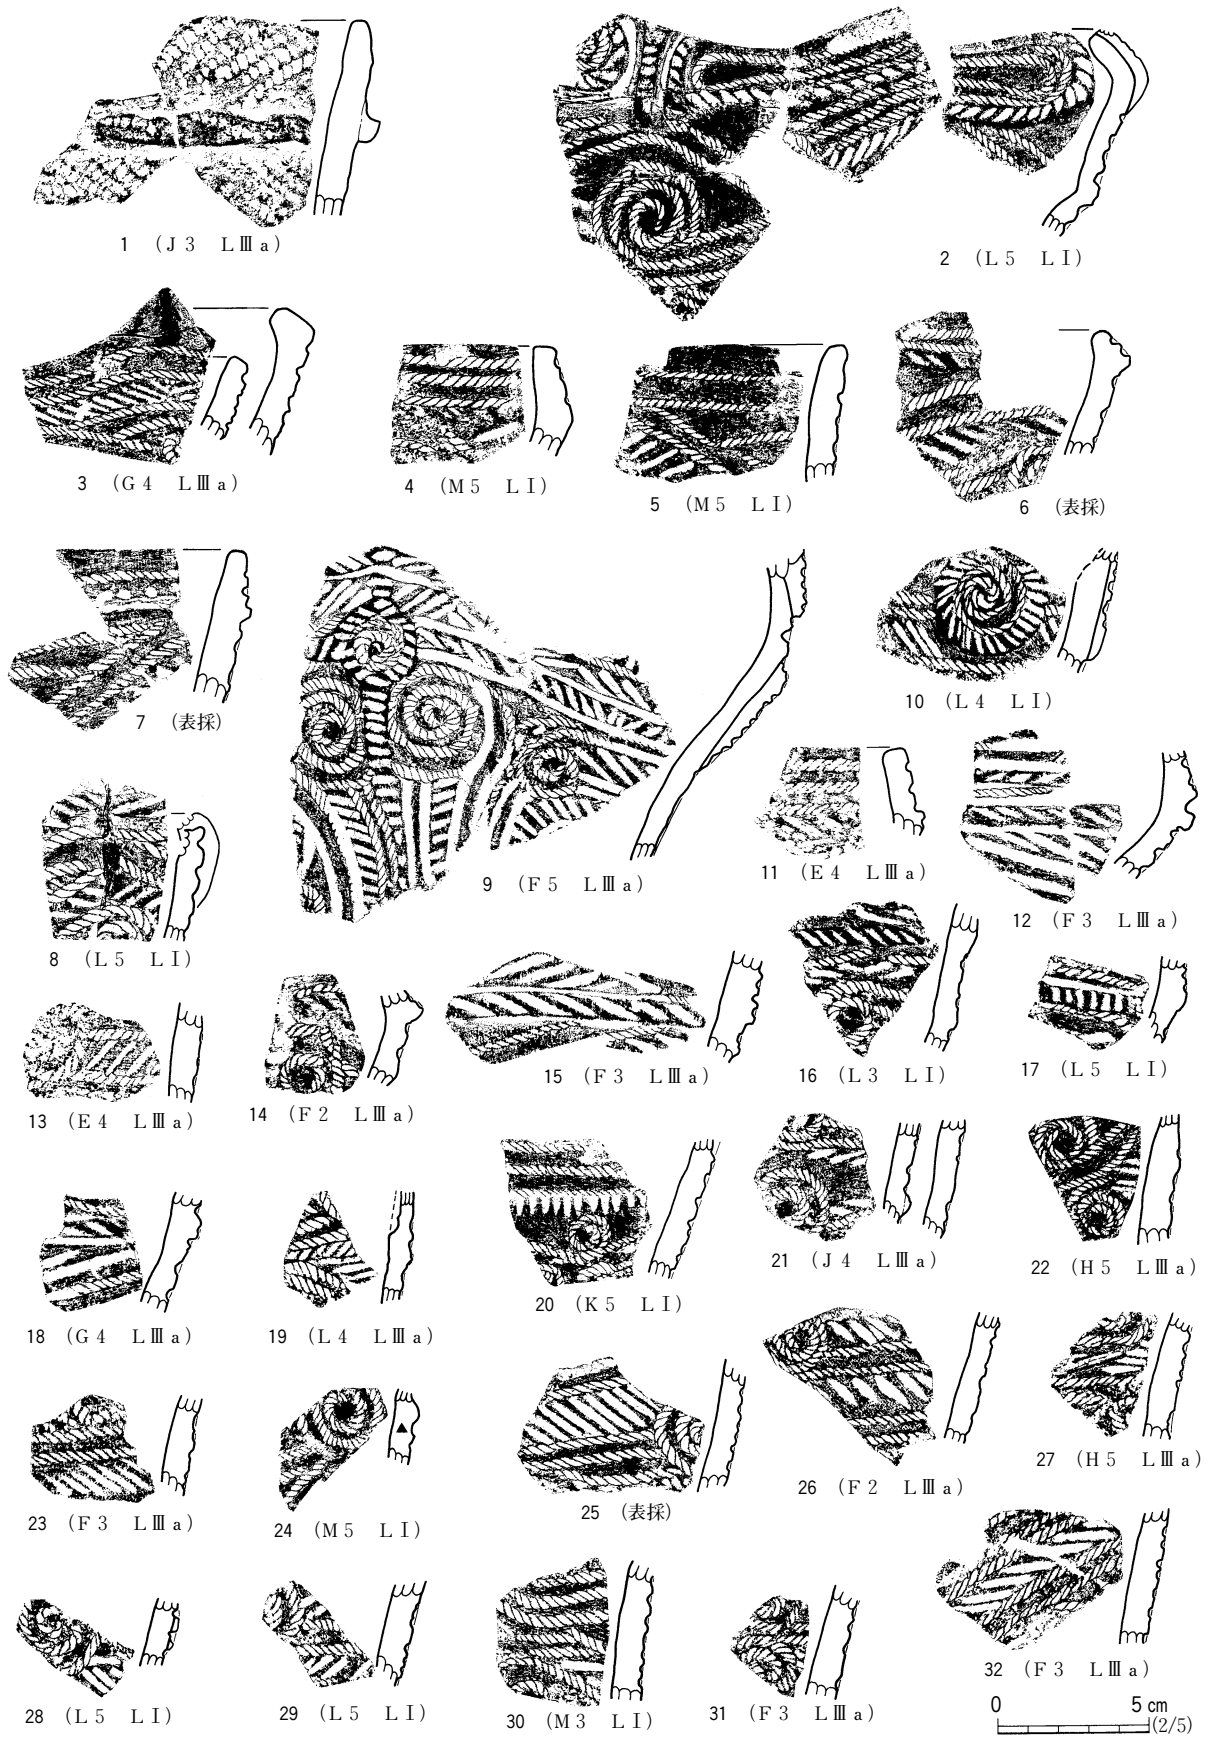 1 （J 3 LⅢa）
2 （L 5 LⅠ）
3 （G 4 LⅢa）
4 （M 5 LⅠ）
5 （M 5 LⅠ）
6 （表採）
7 （表採）
8 （L 5 LⅠ）
9 （F 5 LⅢa）
10 （L 4 LⅠ）
11 （E 4 LⅢa）
12 （F 3 LⅢa）
13 （E 4 LⅢa）
14 （F 2 LⅢa）
15 （F 3 LⅢa）
16 （L 3 LⅠ）
17 （L 5 LⅠ）
18 （G 4 LⅢa）
19 （L 4 LⅢa）
20 （K 5 LⅠ）
21 （J 4 LⅢa）
22 （H 5 LⅢa）
23 （F 3 LⅢa）
24 （M 5 LⅠ）
25 （表採）
26 （F 2 LⅢa）
27 （H 5 LⅢa）
28 （L 5 LⅠ）
29 （L 5 LⅠ）
30 （M 3 LⅠ）
31 （F 3 LⅢa）
32 （F 3 LⅢa）
0 5 cm
(2/5)